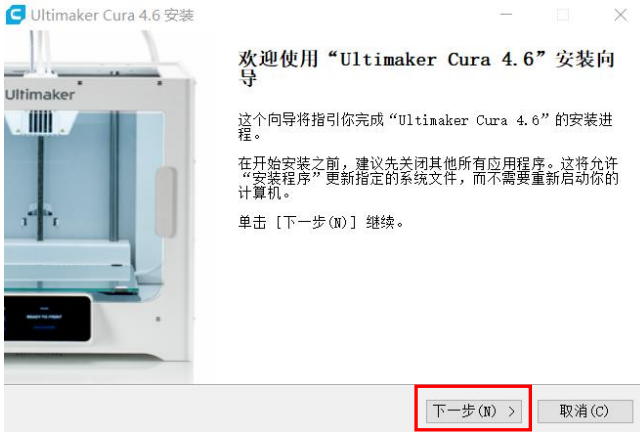 Ultimaker Cura 4.6 安装
Ultimaker
READY TO PRINT
欢迎使用“Ultimaker Cura 4.6”安装向
导
这个向导将指引你完成“Ultimaker Cura 4.6”的安装进
程。
在开始安装之前，建议先关闭其他所有应用程序。这将允许
“安装程序”更新指定的系统文件，而不需要重新启动你的
计算机。
单击 [下一步(N)] 继续。
下一步(N) >
取消(C)